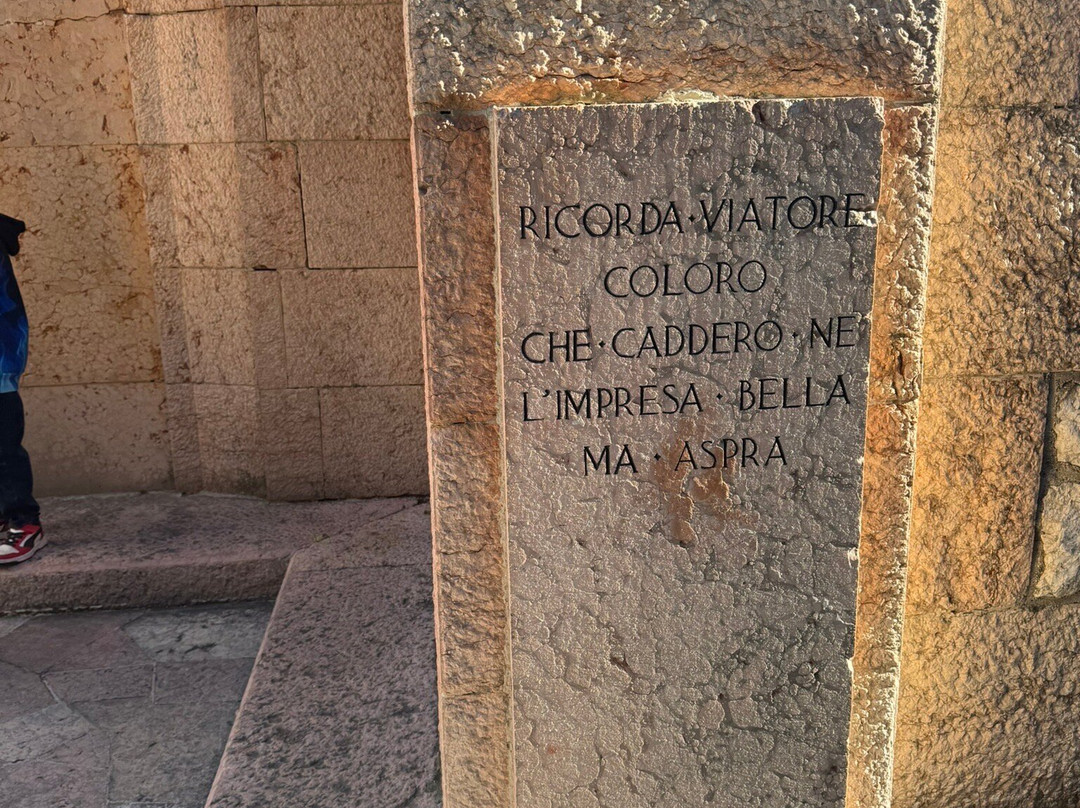 RICORDA·VIATORE
COLORO
CHE·CADDERO·NE
L'IMPRESA·BELLA
MA·ASPRA